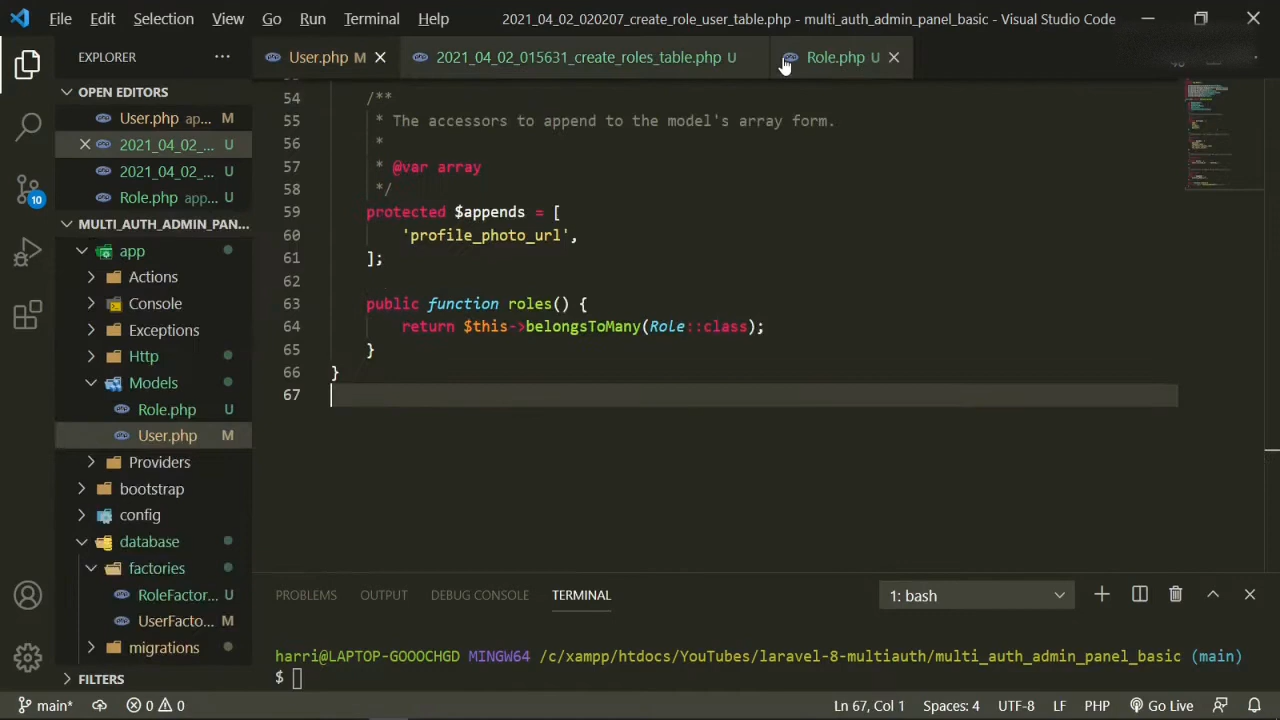 File Edit Selection View Go Run Terminal Help 2021_04_02_020207_create_role_user_table.php - multi_auth_admin_panel_basic - Visual Studio Code
EXPLORER ···
User.php M
2021_04_02_015631_create_roles_table.php U
Role.php U
OPEN EDITORS
User.php ap... M
2021_04_02_... U
2021_04_02_... U
Role.php app... U
MULTI_AUTH_ADMIN_PAN...
app
Actions
Console
Exceptions
Http
Models
Role.php U
User.php M
Providers
bootstrap
config
database
factories
RoleFactor... U
UserFacto... M
migrations
FILTERS
10
54 /**
55 * The accessors to append to the model's array form.
56 *
57 * @var array
58 */
59 protected $appends = [
60 'profile_photo_url',
61 ];
62
63 public function roles() {
64 return $this->belongsToMany(Role::class);
65 }
66 }
67
PROBLEMS OUTPUT DEBUG CONSOLE TERMINAL 1: bash
harri@LAPTOP-GOOOCHGD MINGW64 /c/xampp/htdocs/YouTubes/laravel-8-multiauth/multi_auth_admin_panel_basic (main)
$
main* 0 0 Ln 67, Col 1 Spaces: 4 UTF-8 LF PHP Go Live